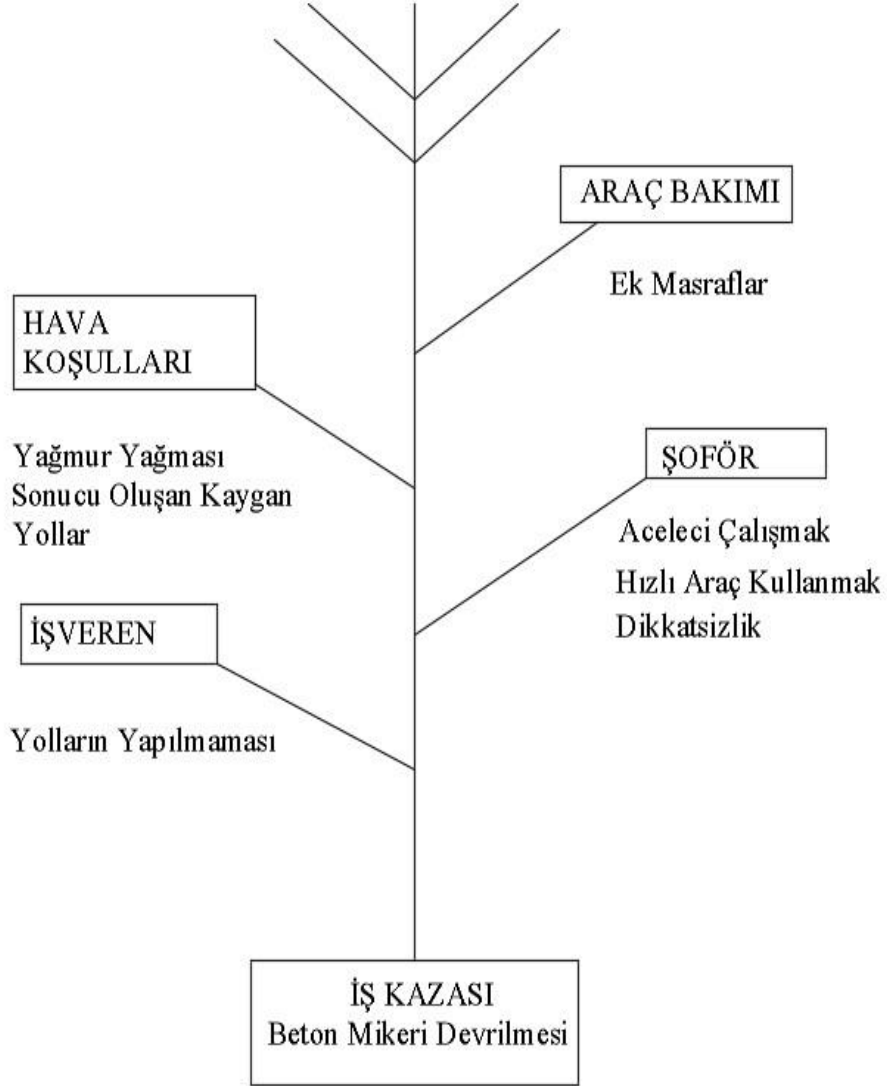 ARAÇ BAKIMI
Ek Masraflar
HAVA
KOŞULLARI
Yağmur Yağması
Sonucu Oluşan Kaygan
Yollar
ŞOFÖR
Aceleci Çalışmak
Hızlı Araç Kullanmak
Dikkatsizlik
İŞVEREN
Yolların Yapılmaması
İŞ KAZASI
Beton Mikeri Devrilmesi